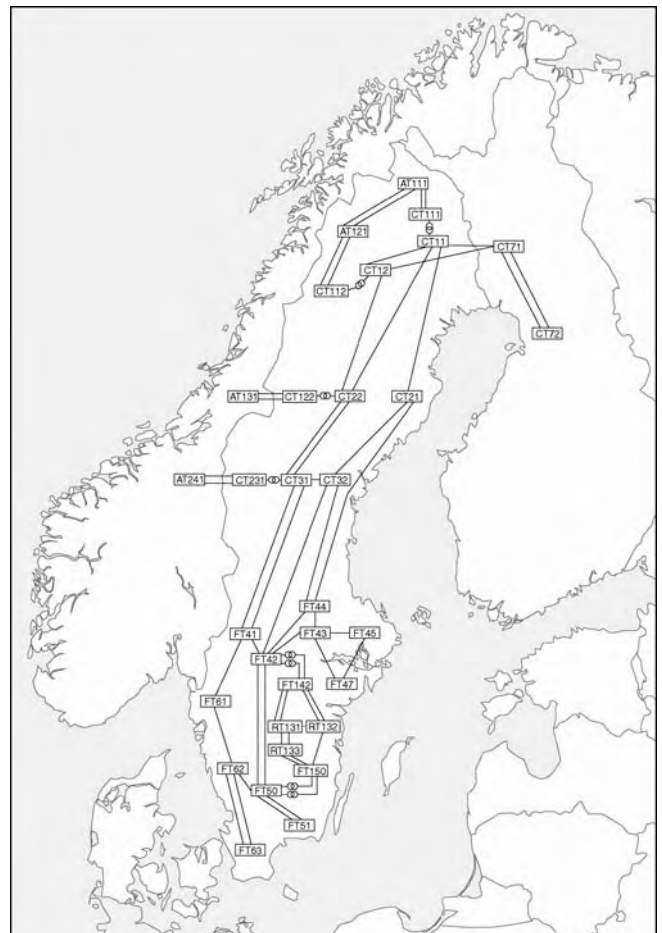 AT111
CT111
AT121
CT11
CT71
CT12
CT112
CT72
AT131
CT122
CT22
CT21
AT241
CT231
CT31
CT32
FT44
FT41
FT43
FT45
FT42
FT142
FT47
FT61
RT131
RT132
RT133
FT62
FT150
FT50
FT51
FT63